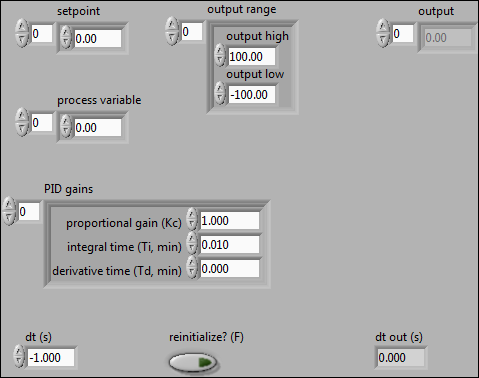 setpoint
0 0.00
output range
0
output high
100.00
output low
-100.00
output
0 0.00
process variable
0 0.00
PID gains
0
proportional gain (Kc) 1.000
integral time (Ti, min) 0.010
derivative time (Td, min) 0.000
dt (s)
-1.000
reinitialize? (F)
dt out (s)
0.000